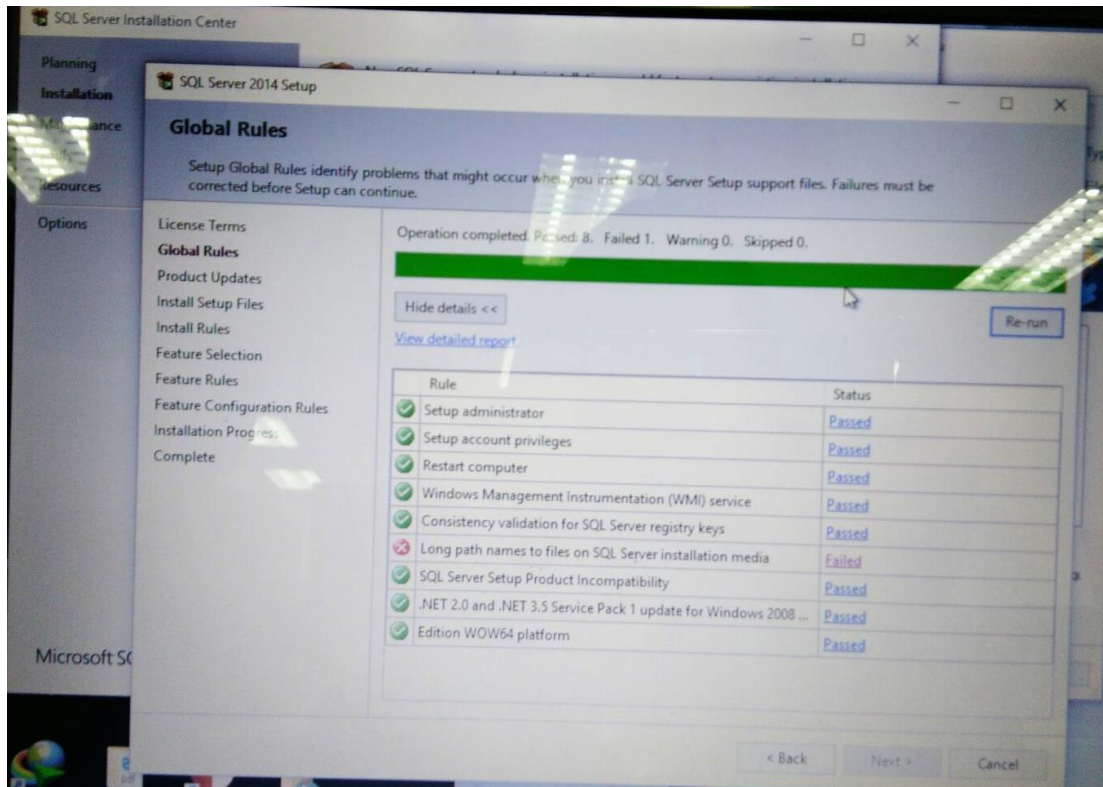 SQL Server Installation Center
Planning
Installation
Resources
Options
Microsoft
SQL Server 2014 Setup
Global Rules
Setup Global Rules identify problems that might occur when you install SQL Server Setup support files. Failures must be
corrected before Setup can continue.
License Terms
Global Rules
Product Updates
Install Setup Files
Install Rules
Feature Selection
Feature Rules
Feature Configuration Rules
Installation Progress
Complete
Operation completed. Passed: 8. Failed 1. Warning 0. Skipped 0.
Hide details <<
Re-run
View detailed report
Rule Status
Setup administrator Passed
Setup account privileges Passed
Restart computer Passed
Windows Management Instrumentation (WMI) service Passed
Consistency validation for SQL Server registry keys Passed
Long path names to files on SQL Server installation media Failed
SQL Server Setup Product Incompatibility Passed
.NET 2.0 and .NET 3.5 Service Pack 1 update for Windows 2008 ... Passed
Edition WOW64 platform Passed
< Back Next > Cancel